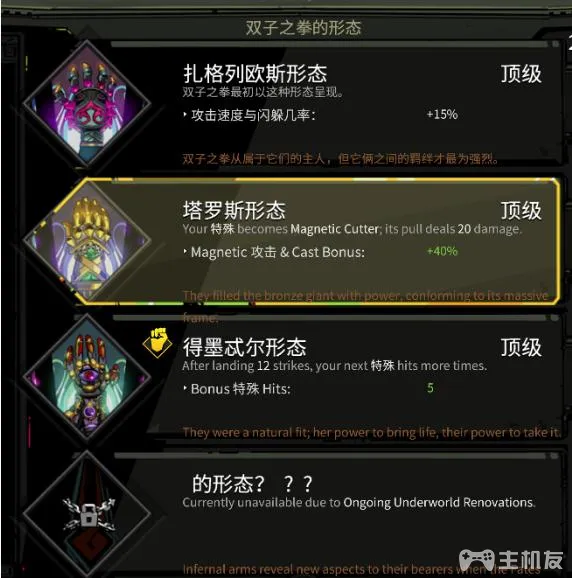 双子之拳的形态
扎格列欧斯形态 顶级
双子之拳最初以这种形态呈现。
攻击速度与闪躲几率： +15%
双子之拳从属于它们的主人，但它俩之间的羁绊才最为强烈。
塔罗斯形态 顶级
Your 特殊 becomes Magnetic Cutter; its pull deals 20 damage.
Magnetic 攻击 & Cast Bonus: +40%
They filled the bronze giant with power, conforming to its massive
frame.
得墨忒尔形态 顶级
After landing 12 strikes, your next 特殊 hits more times.
Bonus 特殊 Hits: 5
They were a natural fit; her power to bring life, their power to take it.
的形态？ ？？
Currently unavailable due to Ongoing Underworld Renovations.
Infernal arms reveal new aspects to their bearers when the Fates
主机友